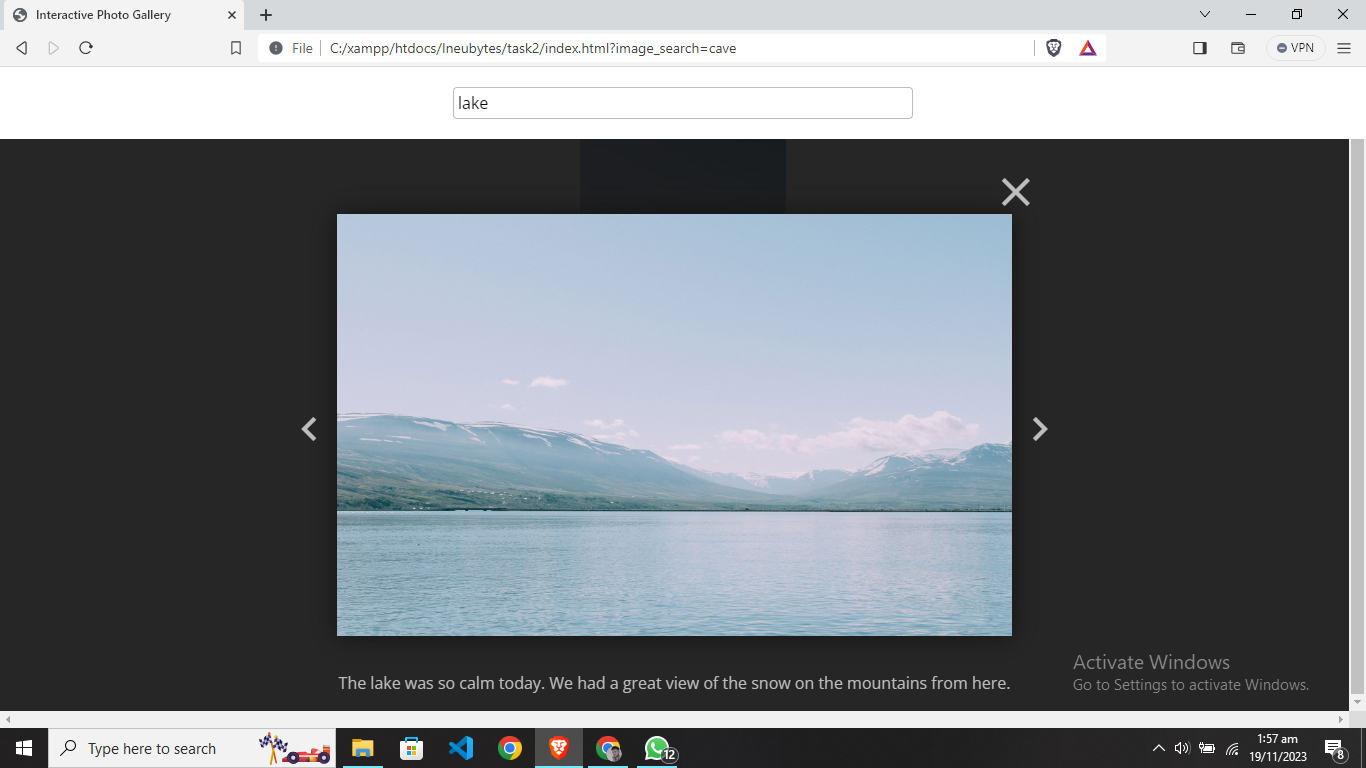 Interactive Photo Gallery
File
C:/xampp/htdocs/Ineubytes/task2/index.html?image_search=cave
VPN
lake
The lake was so calm today. We had a great view of the snow on the mountains from here.
Activate Windows
Go to Settings to activate Windows.
Type here to search
12
1:57 am
19/11/2023
8